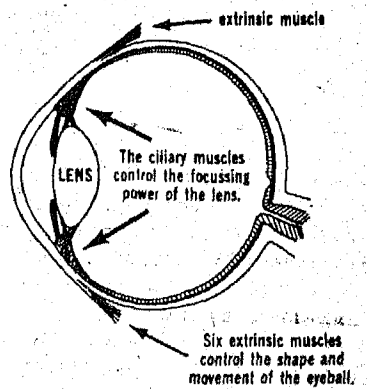 extrinsic muscle
The ciliary muscles
LENS control the focussing
power of the lens.
Six extrinsic muscles
control the shape and
movement of the eyeball.